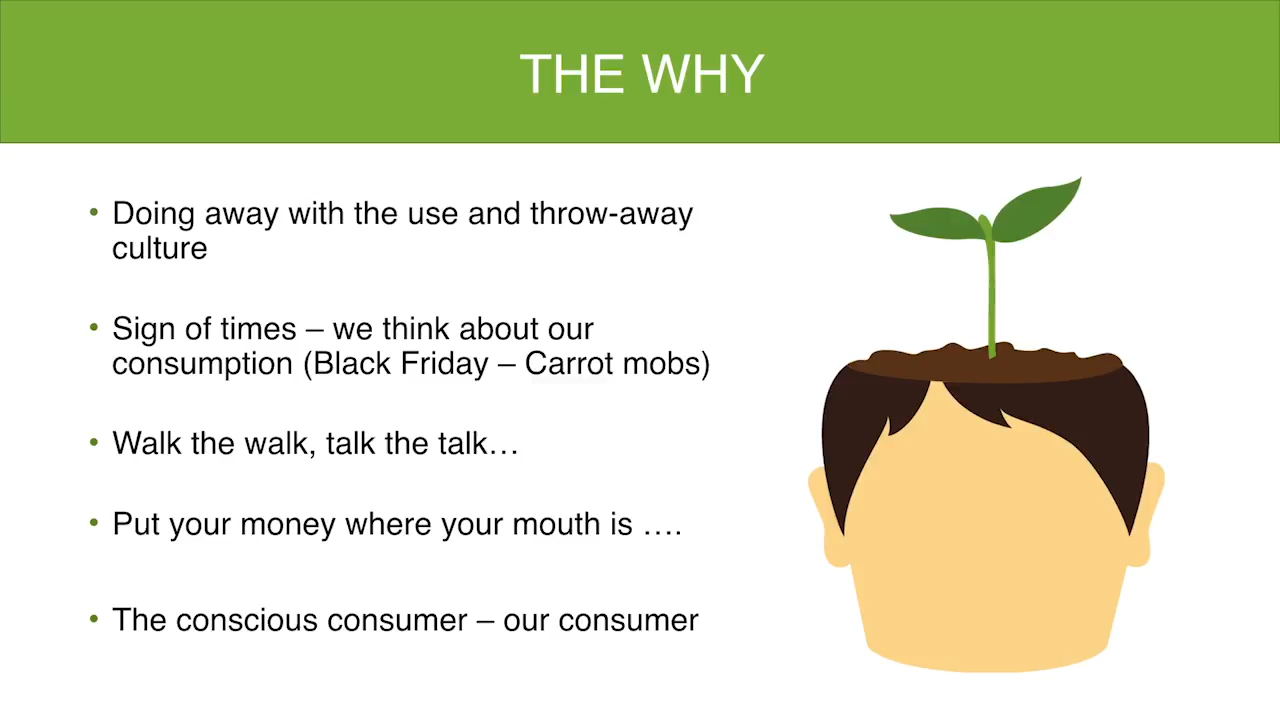 THE WHY
• Doing away with the use and throw-away
culture
• Sign of times – we think about our
consumption (Black Friday – Carrot mobs)
• Walk the walk, talk the talk…
• Put your money where your mouth is ….
• The conscious consumer – our consumer